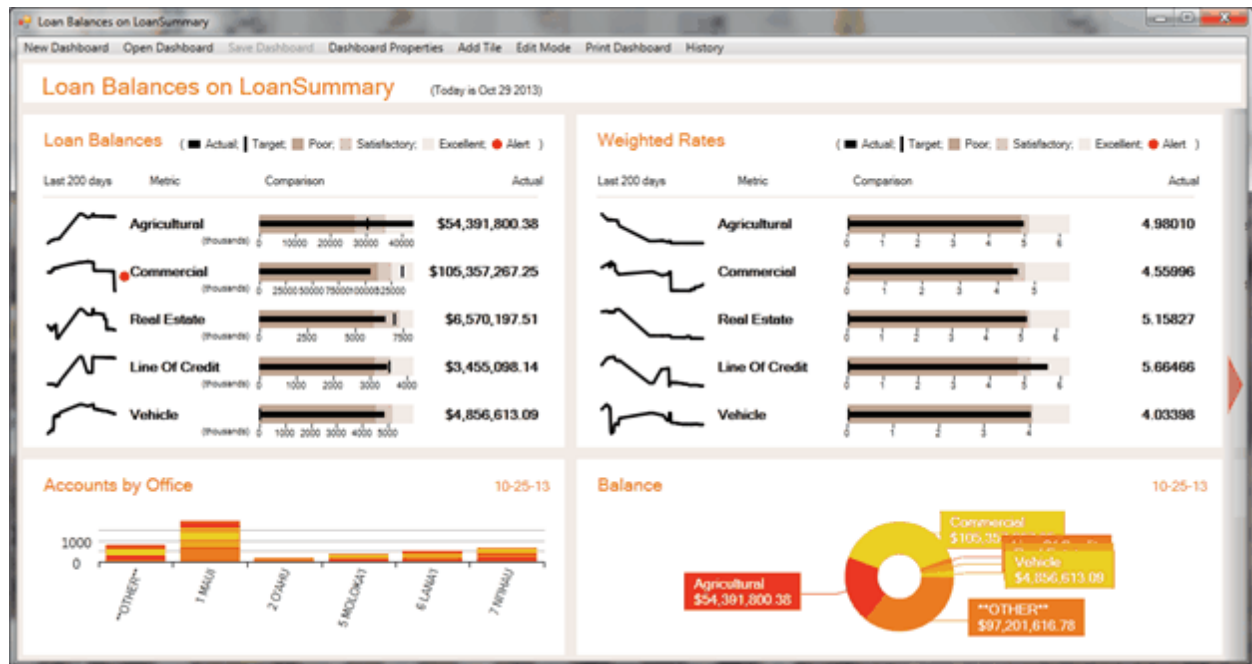 Loan Balances on LoanSummary
New Dashboard Open Dashboard Save Dashboard Dashboard Properties Add Tile Edit Mode Print Dashboard History
Loan Balances on LoanSummary (Today is Oct 29 2013)
Loan Balances ( Actual; Target; Poor; Satisfactory; Excellent; Alert )
Last 200 days Metric Comparison Actual
Agricultural $54,391,800.38
(thousands) 0 10000 20000 30000 40000
Commercial $105,357,267.25
(thousands) 0 25000 50000 75000 100000 125000
Real Estate $6,570,197.51
(thousands) 0 2500 5000 7500
Line Of Credit $3,455,098.14
(thousands) 0 1000 2000 3000 4000
Vehicle $4,856,613.09
(thousands) 0 1000 2000 3000 4000 5000
Weighted Rates ( Actual; Target; Poor; Satisfactory; Excellent; Alert )
Last 200 days Metric Comparison Actual
Agricultural 4.98010
0 1 2 3 4 5 6
Commercial 4.55996
0 1 2 3 4 5
Real Estate 5.15827
0 1 2 3 4 5 6
Line Of Credit 5.66466
0 1 2 3 4 5 6
Vehicle 4.03398
0 1 2 3 4
Accounts by Office 10-25-13
1000
0
**OTHER** 1 MAUI 2 O'AHU 5 MOLOKA'I 6 LANA'I 7 NI'IHAU
Balance 10-25-13
Commercial
$105,35
Vehicle
$4,856,613.09
Agricultural
$54,391,800.38
**OTHER**
$97,201,616.78